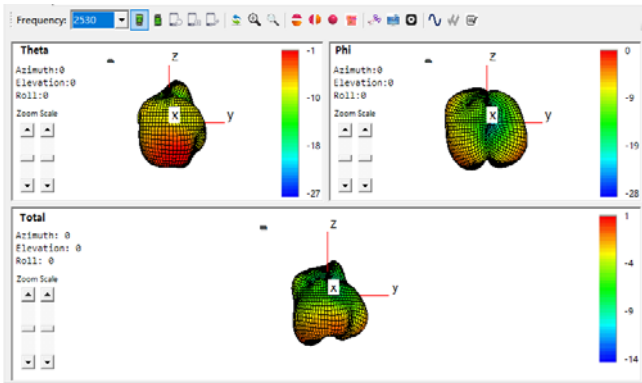 Frequency: 2530
Theta
Azimuth:0
Elevation:0
Roll:0
Zoom Scale
z
x
y
-1
-10
-18
-27
Phi
Azimuth:0
Elevation:0
Roll:0
Zoom Scale
z
x
y
0
-9
-18
-28
Total
Azimuth: 0
Elevation: 0
Roll: 0
Zoom Scale
z
x
y
1
-4
-9
-14